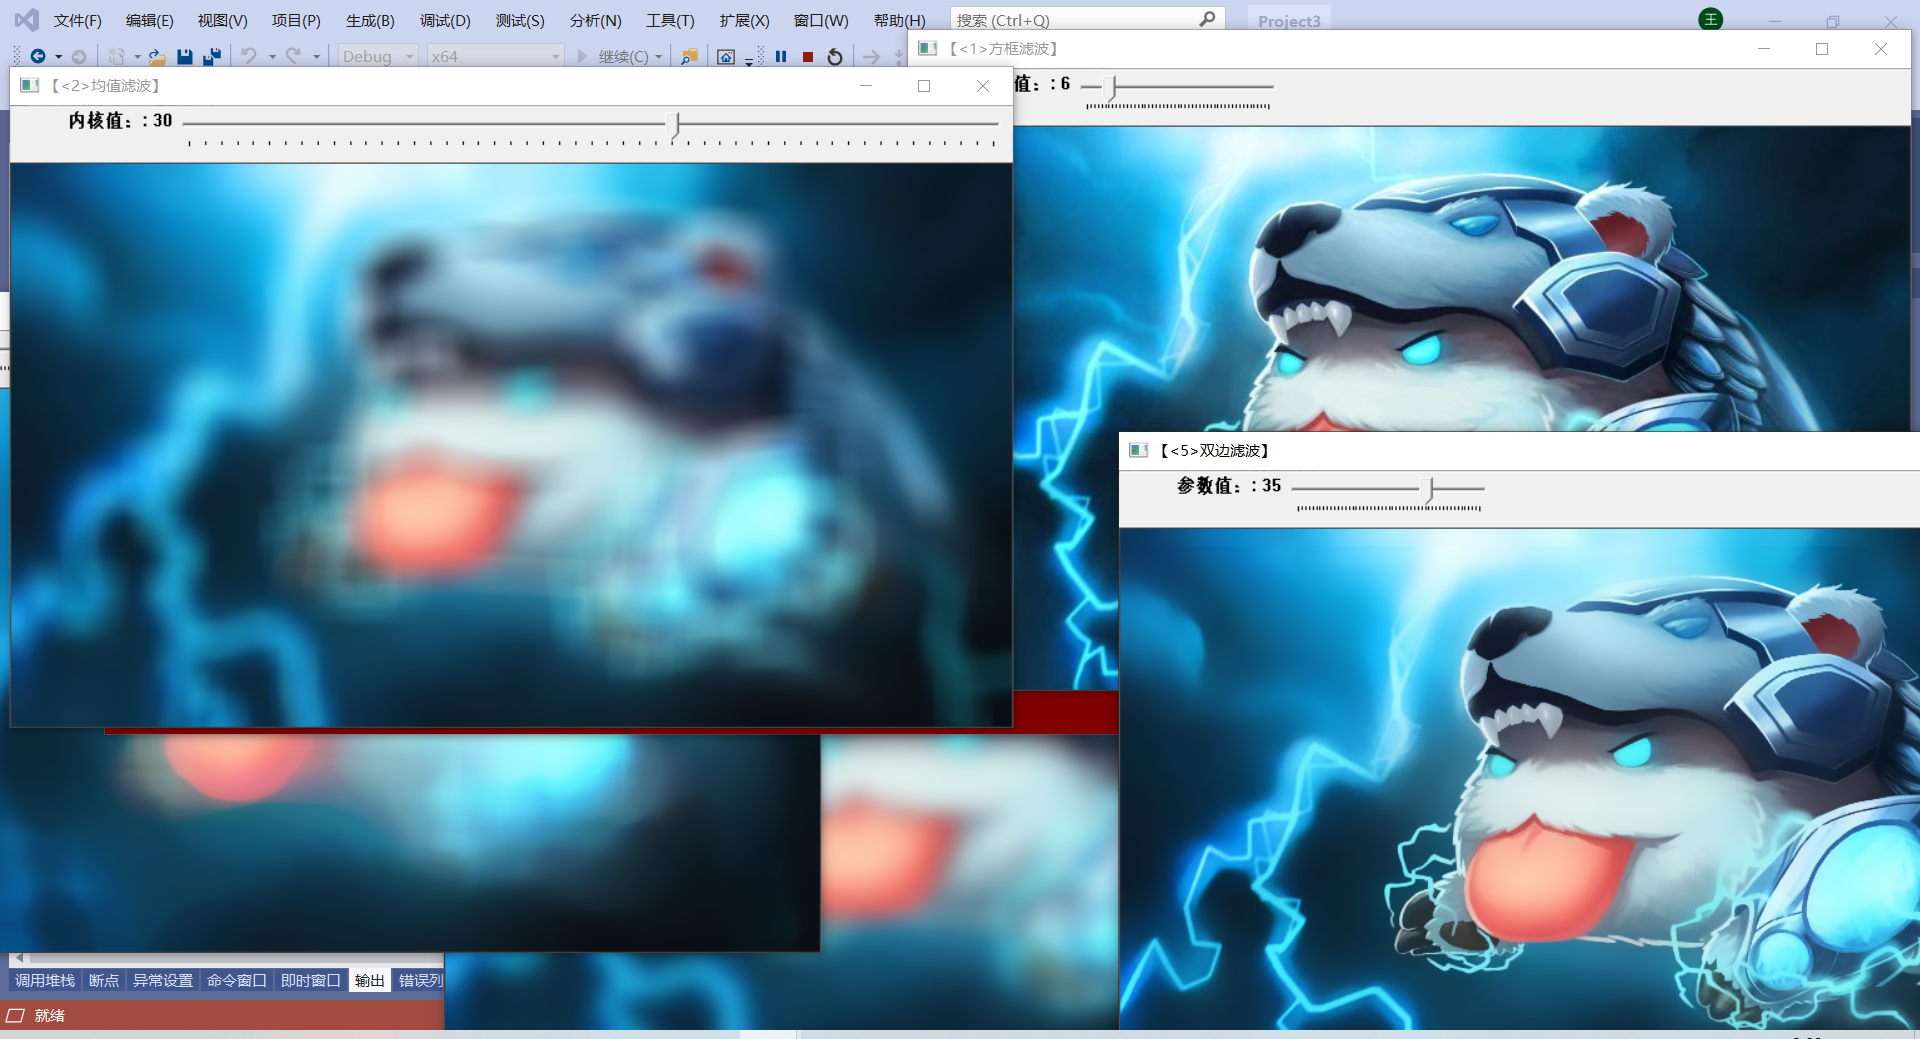 文件(F) 编辑(E) 视图(V) 项目(P) 生成(B) 调试(D) 测试(S) 分析(N) 工具(T) 扩展(X) 窗口(W) 帮助(H) 搜索 (Ctrl+Q) Project3 王
Debug x64 继续(C)
【<1>方框滤波】
值：: 6
【<2>均值滤波】
内核值：: 30
【<5>双边滤波】
参数值：: 35
调用堆栈 断点 异常设置 命令窗口 即时窗口 输出 错误列
就绪